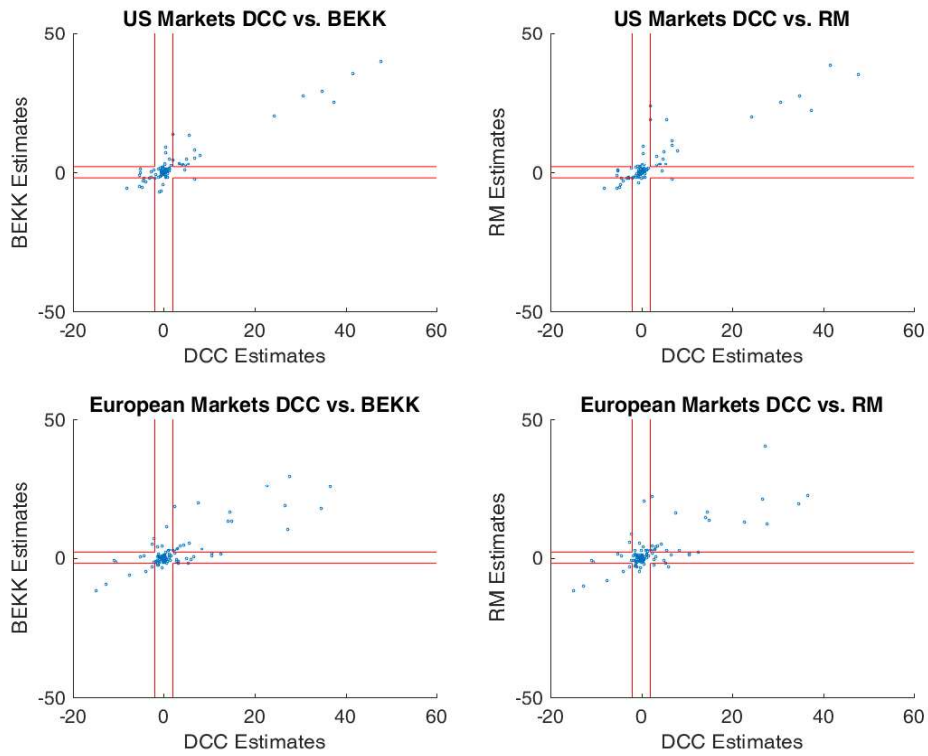 US Markets DCC vs. BEKK
US Markets DCC vs. RM
50
0
-50
BEKK Estimates
-20 0 20 40 60
DCC Estimates
50
0
-50
RM Estimates
-20 0 20 40 60
DCC Estimates
European Markets DCC vs. BEKK
European Markets DCC vs. RM
50
0
-50
BEKK Estimates
-20 0 20 40 60
DCC Estimates
50
0
-50
RM Estimates
-20 0 20 40 60
DCC Estimates